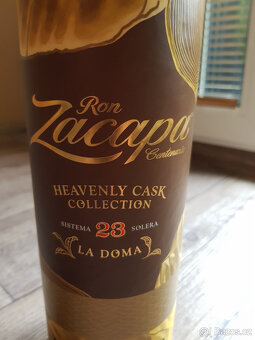 Ron
Zacapa
Centenario
HEAVENLY CASK
COLLECTION
SISTEMA 23 SOLERA
LA DOMA